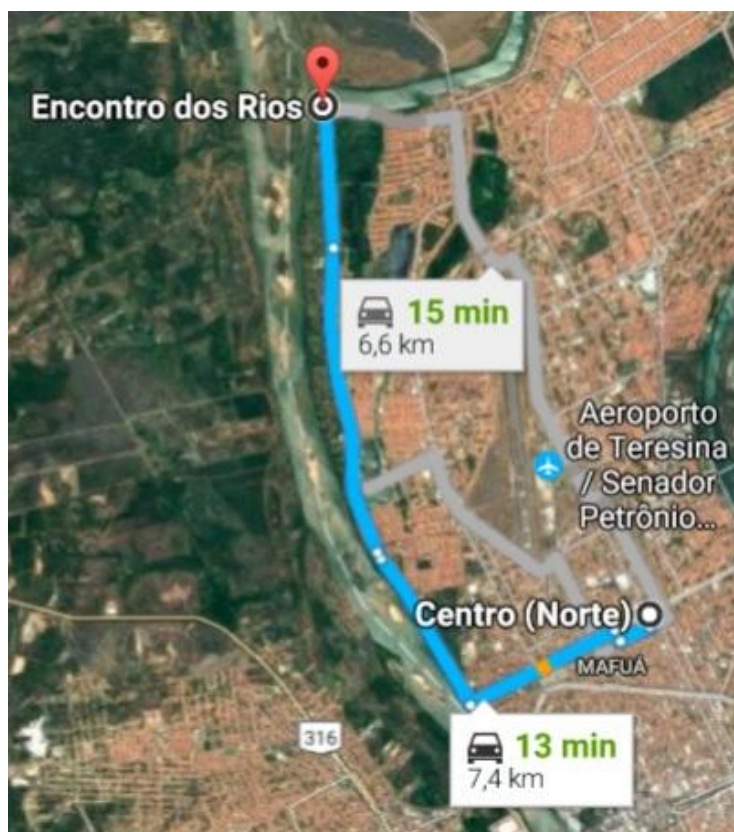 Encontro dos Rios
15 min
6,6 km
Aeroporto
de Teresina
/ Senador
Petrônio...
Centro (Norte)
MAFUÁ
316
13 min
7,4 km